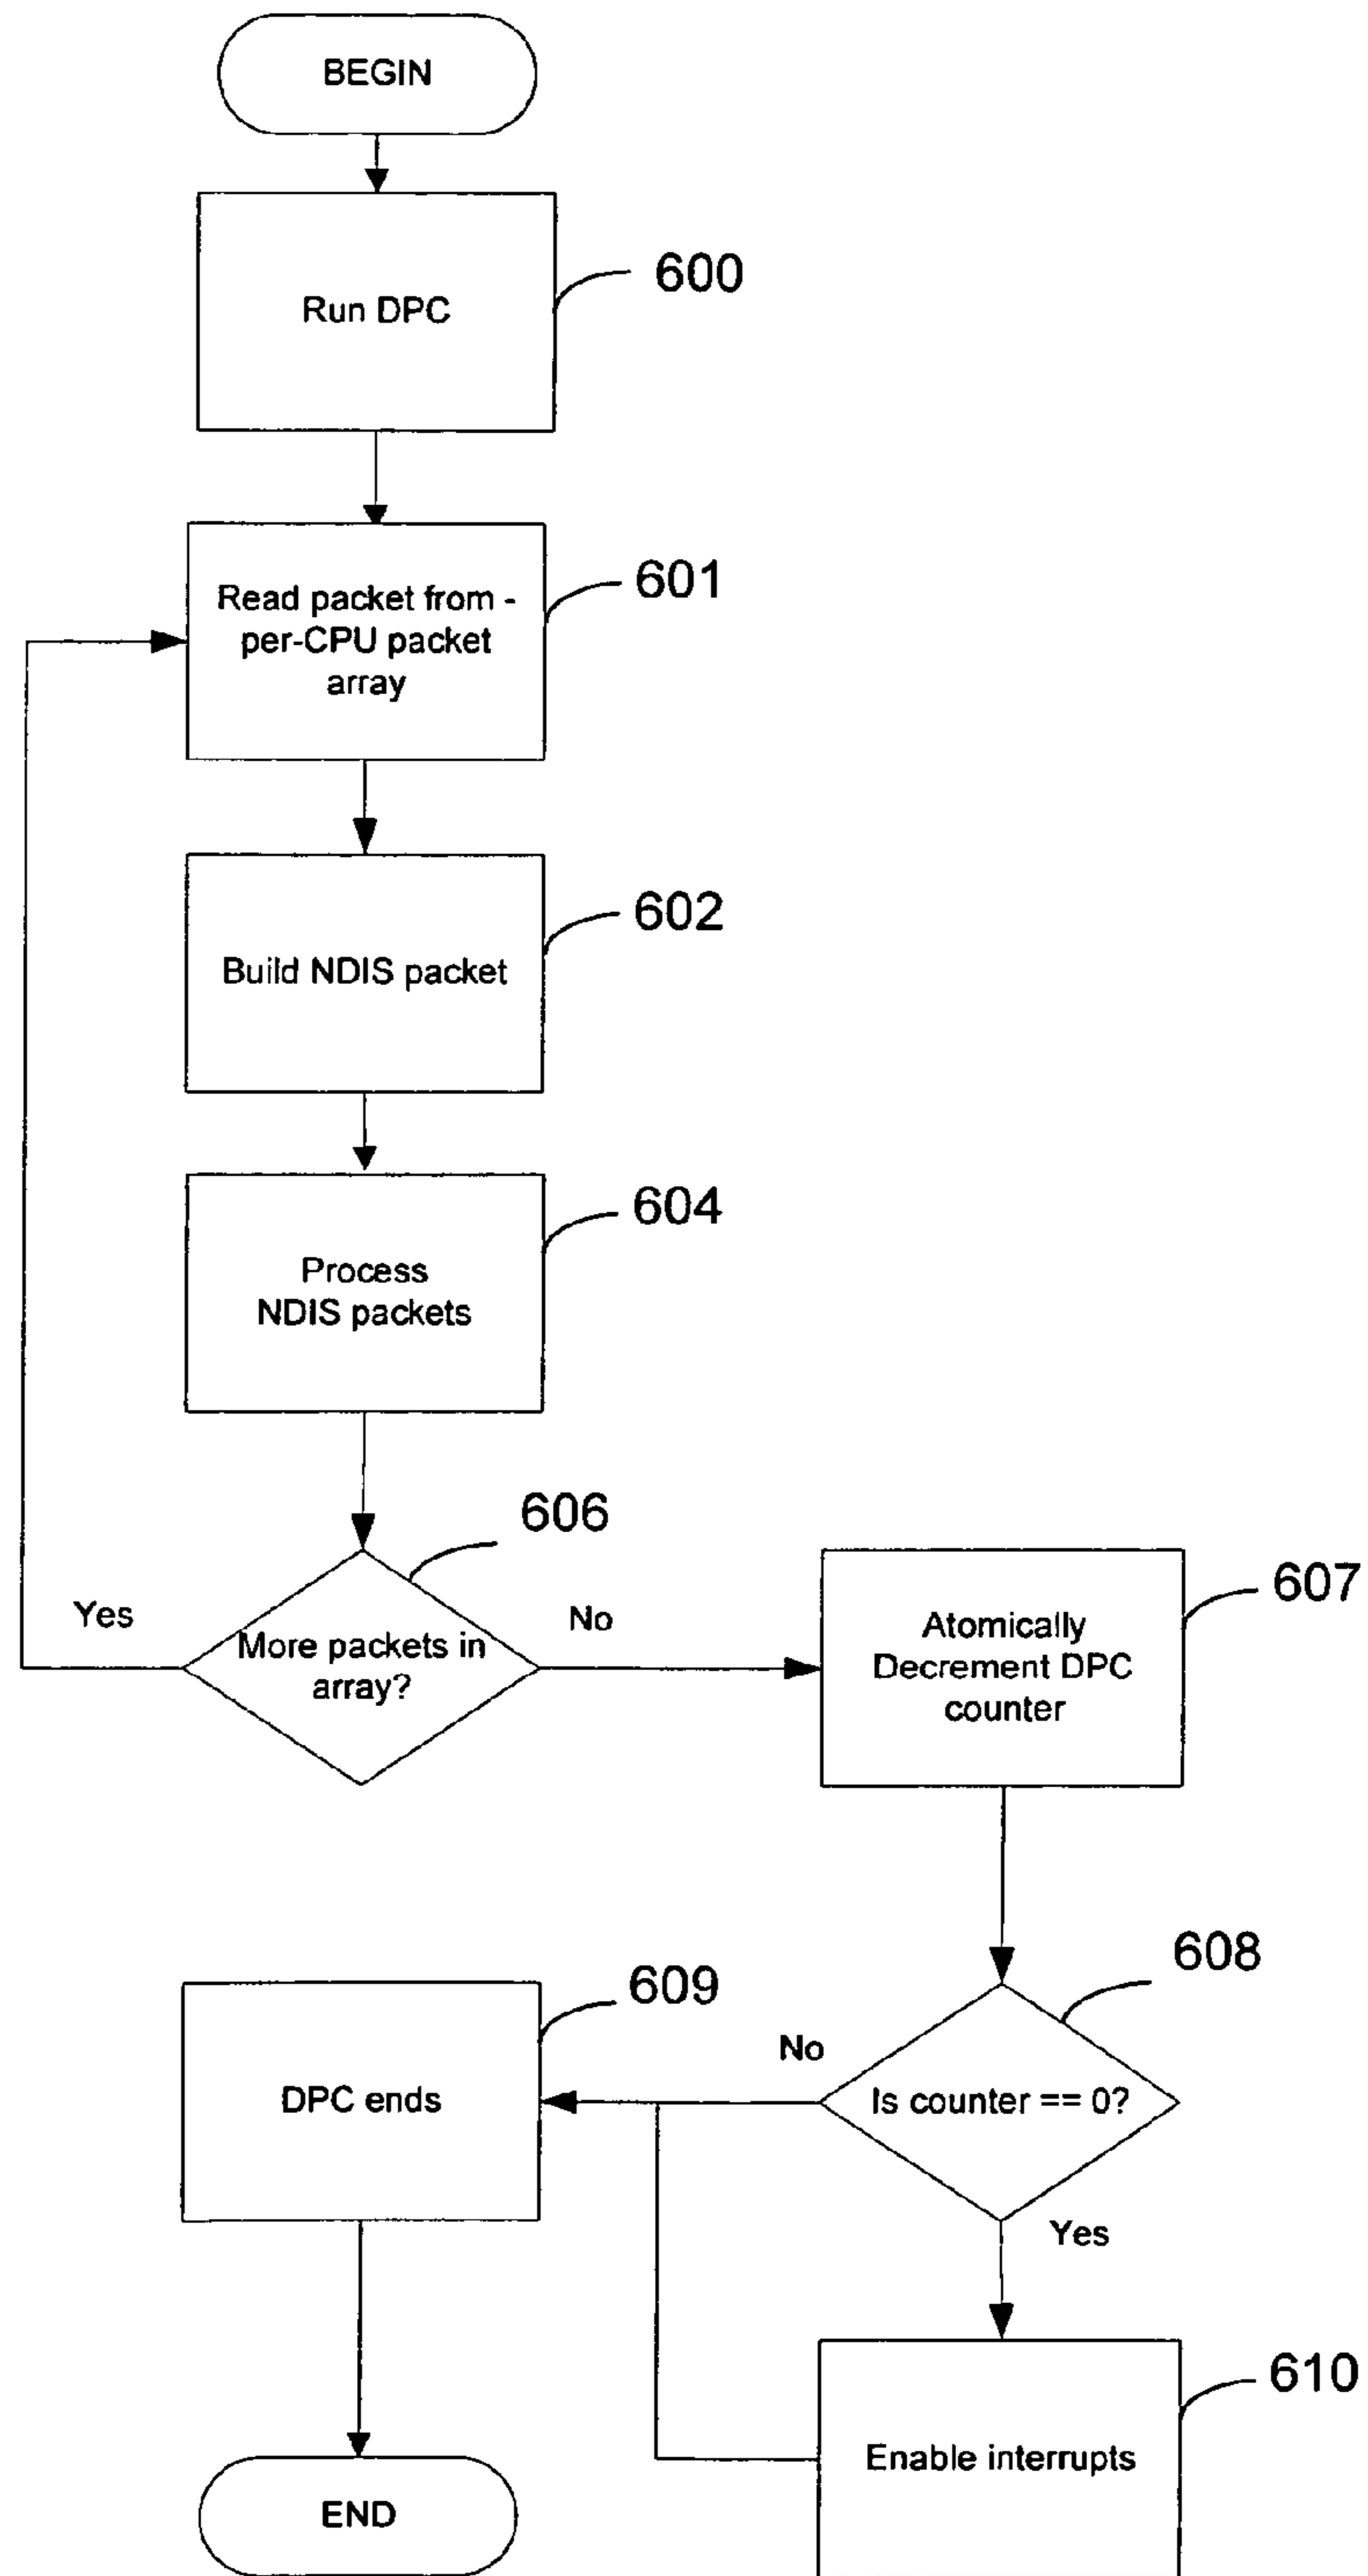 BEGIN
Run DPC
600
Read packet from -
per-CPU packet
array
601
Build NDIS packet
602
Process
NDIS packets
604
606
More packets in
array?
Yes
No
Atomically
Decrement DPC
counter
607
608
Is counter == 0?
No
Yes
DPC ends
609
Enable interrupts
610
END